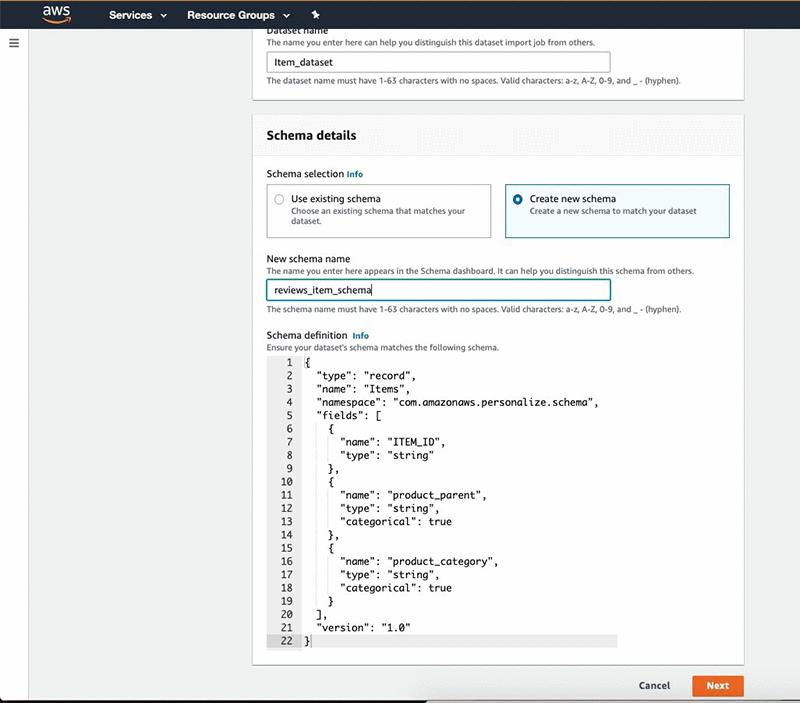 aws Services Resource Groups
Dataset name
The name you enter here can help you distinguish this dataset import job from others.
Item_dataset
The dataset name must have 1-63 characters with no spaces. Valid characters: a-z, A-Z, 0-9, and _ - (hyphen).
Schema details
Schema selection Info
Use existing schema
Choose an existing schema that matches your
dataset.
Create new schema
Create a new schema to match your dataset
New schema name
The name you enter here appears in the Schema dashboard. It can help you distinguish this schema from others.
reviews_item_schema
The schema name must have 1-63 characters with no spaces. Valid characters: a-z, A-Z, 0-9, and _ - (hyphen).
Schema definition Info
Ensure your dataset's schema matches the following schema.
1 {
2 "type": "record",
3 "name": "Items",
4 "namespace": "com.amazonaws.personalize.schema",
5 "fields": [
6 {
7 "name": "ITEM_ID",
8 "type": "string"
9 },
10 {
11 "name": "product_parent",
12 "type": "string",
13 "categorical": true
14 },
15 {
16 "name": "product_category",
17 "type": "string",
18 "categorical": true
19 }
20 ],
21 "version": "1.0"
22 }
Cancel Next